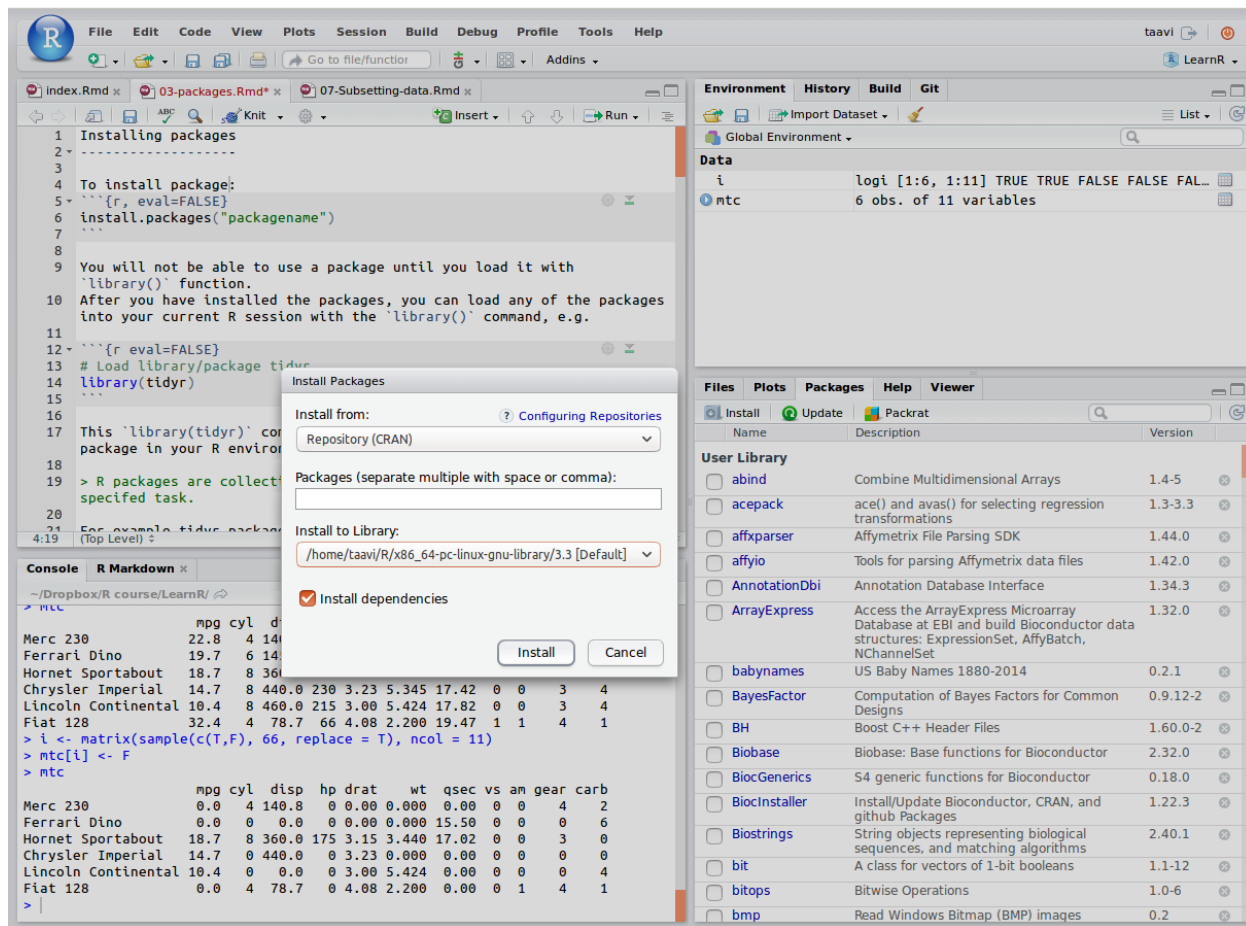 R File Edit Code View Plots Session Build Debug Profile Tools Help taavi
Go to file/function Addins LearnR
index.Rmd × 03-packages.Rmd* × 07-Subsetting-data.Rmd ×
ABC Knit Insert Run
1 Installing packages
2 -------------------
3
4 To install package:
5 ```{r, eval=FALSE}
6 install.packages("packagename")
7 ```
8
9 You will not be able to use a package until you load it with
`library()` function.
10 After you have installed the packages, you can load any of the packages
into your current R session with the `library()` command, e.g.
11
12 ```{r eval=FALSE}
13 # Load library/package tidyr
14 library(tidyr)
15 ```
16
17 This `library(tidyr)`
package in your R
18
19 > R packages are
specifed task.
20
21 For example tidyr
4:19 (Top Level)
Install Packages
Install from: ? Configuring Repositories
Repository (CRAN)
Packages (separate multiple with space or comma):
Install to Library:
/home/taavi/R/x86_64-pc-linux-gnu-library/3.3 [Default]
Install dependencies
Install Cancel
Console R Markdown ×
~/Dropbox/R course/LearnR/
> mtc
mpg cyl
Merc 230 22.8 4
Ferrari Dino 19.7 6
Hornet Sportabout 18.7 8
Chrysler Imperial 14.7 8 440.0 230 3.23 5.345 17.42 0 0 3 4
Lincoln Continental 10.4 8 460.0 215 3.00 5.424 17.82 0 0 3 4
Fiat 128 32.4 4 78.7 66 4.08 2.200 19.47 1 1 4 1
> i <- matrix(sample(c(T,F), 66, replace = T), ncol = 11)
> mtc[i] <- F
> mtc
mpg cyl disp hp drat wt qsec vs am gear carb
Merc 230 0.0 4 140.8 0 0.00 0.000 0.00 0 0 4 2
Ferrari Dino 0.0 0 0.0 0 0.00 0.000 15.50 0 0 0 6
Hornet Sportabout 18.7 8 360.0 175 3.15 3.440 17.02 0 0 3 0
Chrysler Imperial 14.7 0 440.0 0 3.23 0.000 0.00 0 0 0 0
Lincoln Continental 10.4 0 0.0 0 3.00 5.424 0.00 0 0 0 4
Fiat 128 0.0 4 78.7 0 4.08 2.200 0.00 0 1 4 1
>
Environment History Build Git
Import Dataset List
Global Environment
Data
i logi [1:6, 1:11] TRUE TRUE FALSE FALSE FAL…
mtc 6 obs. of 11 variables
Files Plots Packages Help Viewer
Install Update Packrat
Name Description Version
User Library
abind Combine Multidimensional Arrays 1.4-5
acepack ace() and avas() for selecting regression 1.3-3.3
transformations
affxparser Affymetrix File Parsing SDK 1.44.0
affyio Tools for parsing Affymetrix data files 1.42.0
AnnotationDbi Annotation Database Interface 1.34.3
ArrayExpress Access the ArrayExpress Microarray 1.32.0
Database at EBI and build Bioconductor data
structures: ExpressionSet, AffyBatch,
NChannelSet
babynames US Baby Names 1880-2014 0.2.1
BayesFactor Computation of Bayes Factors for Common 0.9.12-2
Designs
BH Boost C++ Header Files 1.60.0-2
Biobase Biobase: Base functions for Bioconductor 2.32.0
BiocGenerics S4 generic functions for Bioconductor 0.18.0
BiocInstaller Install/Update Bioconductor, CRAN, and 1.22.3
github Packages
Biostrings String objects representing biological 2.40.1
sequences, and matching algorithms
bit A class for vectors of 1-bit booleans 1.1-12
bitops Bitwise Operations 1.0-6
bmp Read Windows Bitmap (BMP) images 0.2